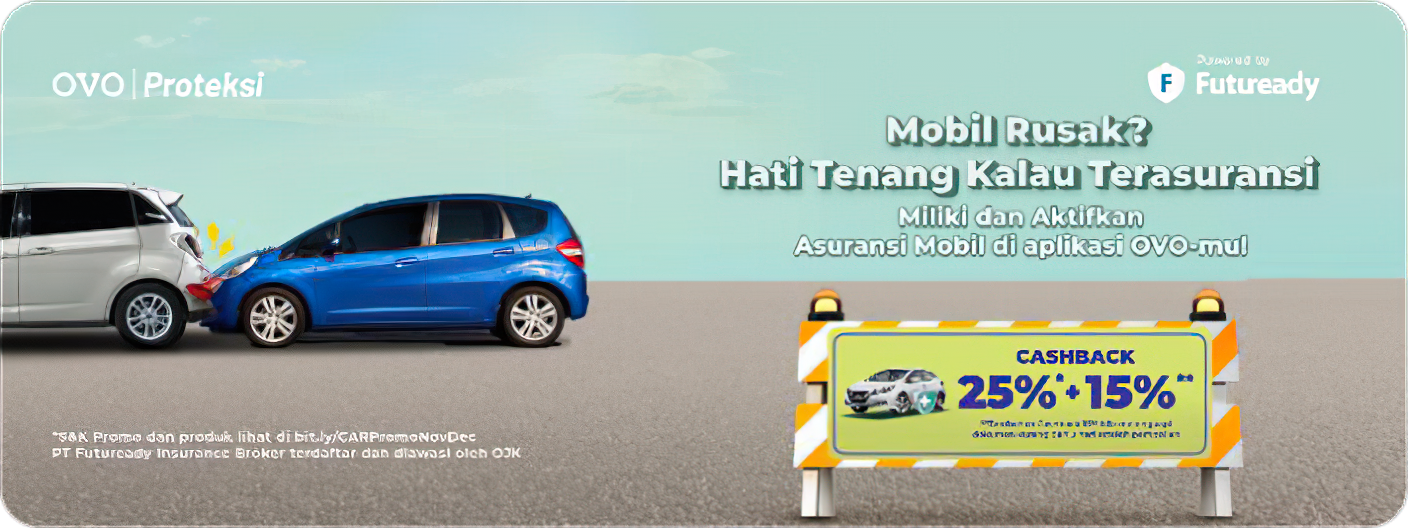 OVO | Proteksi
Powered by
F Futuready
Mobil Rusak?
Hati Tenang Kalau Terasuransi
Miliki dan Aktifkan
Asuransi Mobil di aplikasi OVO-mu!
CASHBACK
25%* + 15%**
*S&K Promo dan produk lihat di bit.ly/CARPromoNovDec
PT Futuready Insurance Broker terdaftar dan diawasi oleh OJK